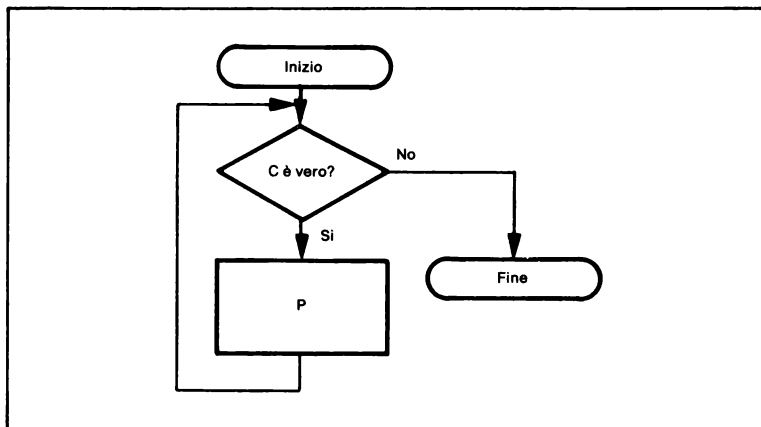 Inizio
C è vero?
No
Si
P
Fine